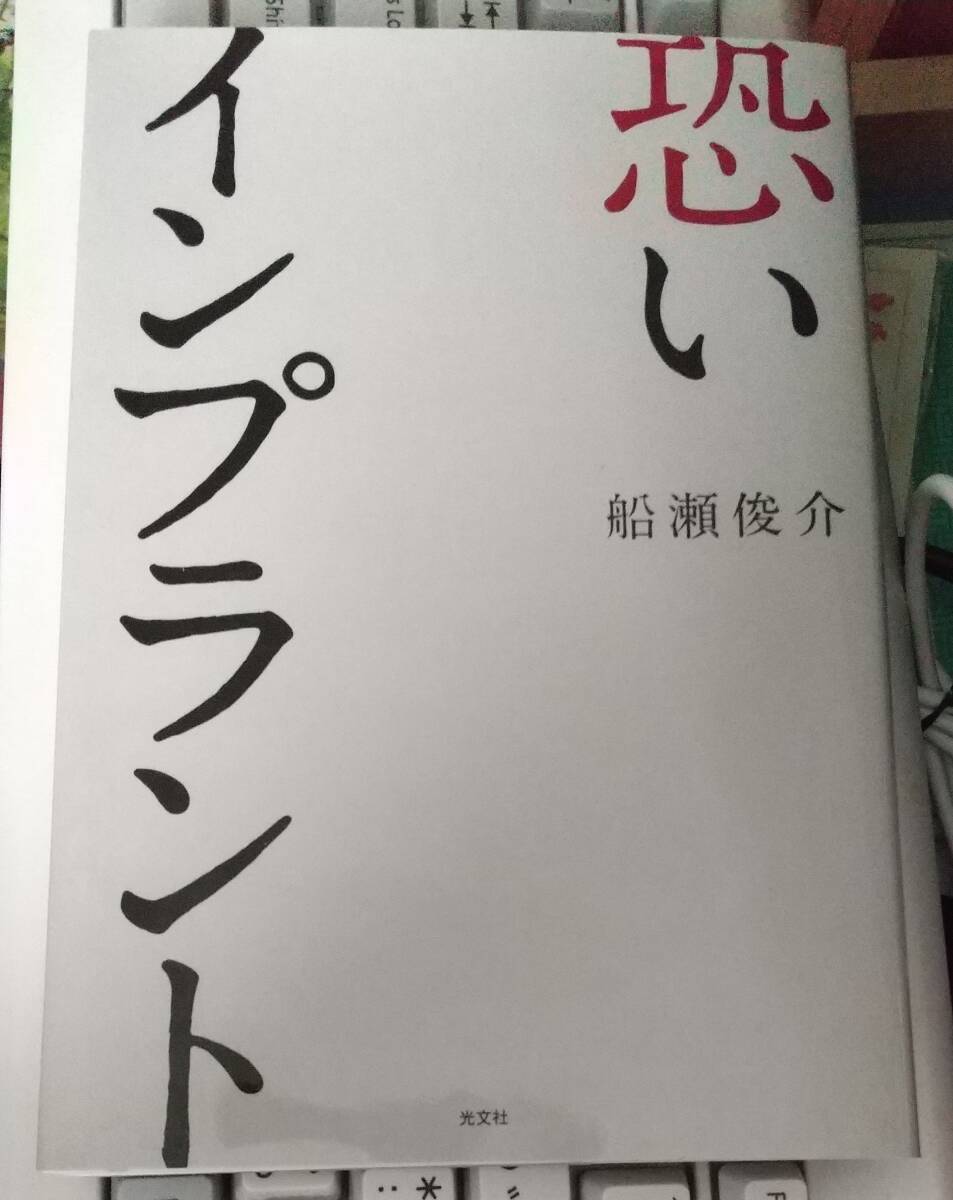 恐い
インプラント
船瀬俊介
光文社